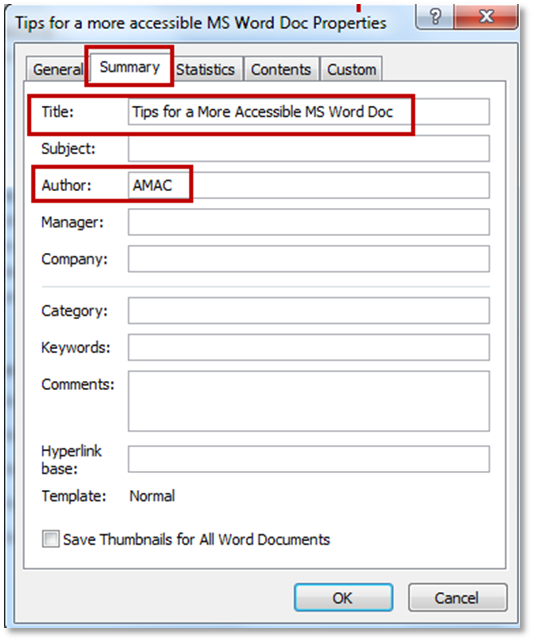 Tips for a more accessible MS Word Doc Properties
?
General Summary Statistics Contents Custom
Title: Tips for a More Accessible MS Word Doc
Subject:
Author: AMAC
Manager:
Company:
Category:
Keywords:
Comments:
Hyperlink
base:
Template: Normal
Save Thumbnails for All Word Documents
OK Cancel